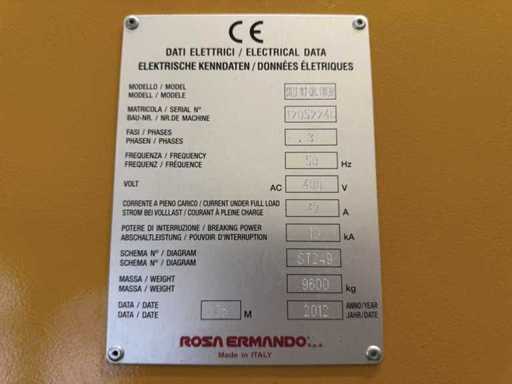 CE
DATI ELETTRICI / ELECTRICAL DATA
ELEKTRISCHE KENNDATEN / DONNÉES ÉLETRIQUES
MODELLO / MODEL
MODELL / MODELE
MATRICOLA / SERIAL N°
BAU-NR. / NR.DE MACHINE
FASI / PHASES
PHASEN / PHASES 3
FREQUENZA / FREQUENCY
FREQUENZ / FRÉQUENCE 50 Hz
VOLT AC 400 V
CORRENTE A PIENO CARICO / CURRENT UNDER FULL LOAD
STROM BEI VOLLLAST / COURANT À PLEINE CHARGE A
POTERE DI INTERRUZIONE / BREAKING POWER
ABSCHALTLEISTUNG / POUVOIR D'INTERRUPTION kA
SCHEMA N° / DIAGRAM
SCHEMA N° / DIAGRAM ST249
MASSA / WEIGHT
MASSA / WEIGHT 9600 kg
DATA / DATE
DATA / DATE M 2012 ANNO/YEAR
JAHR/DATE
ROSA ERMANDO
Made in ITALY